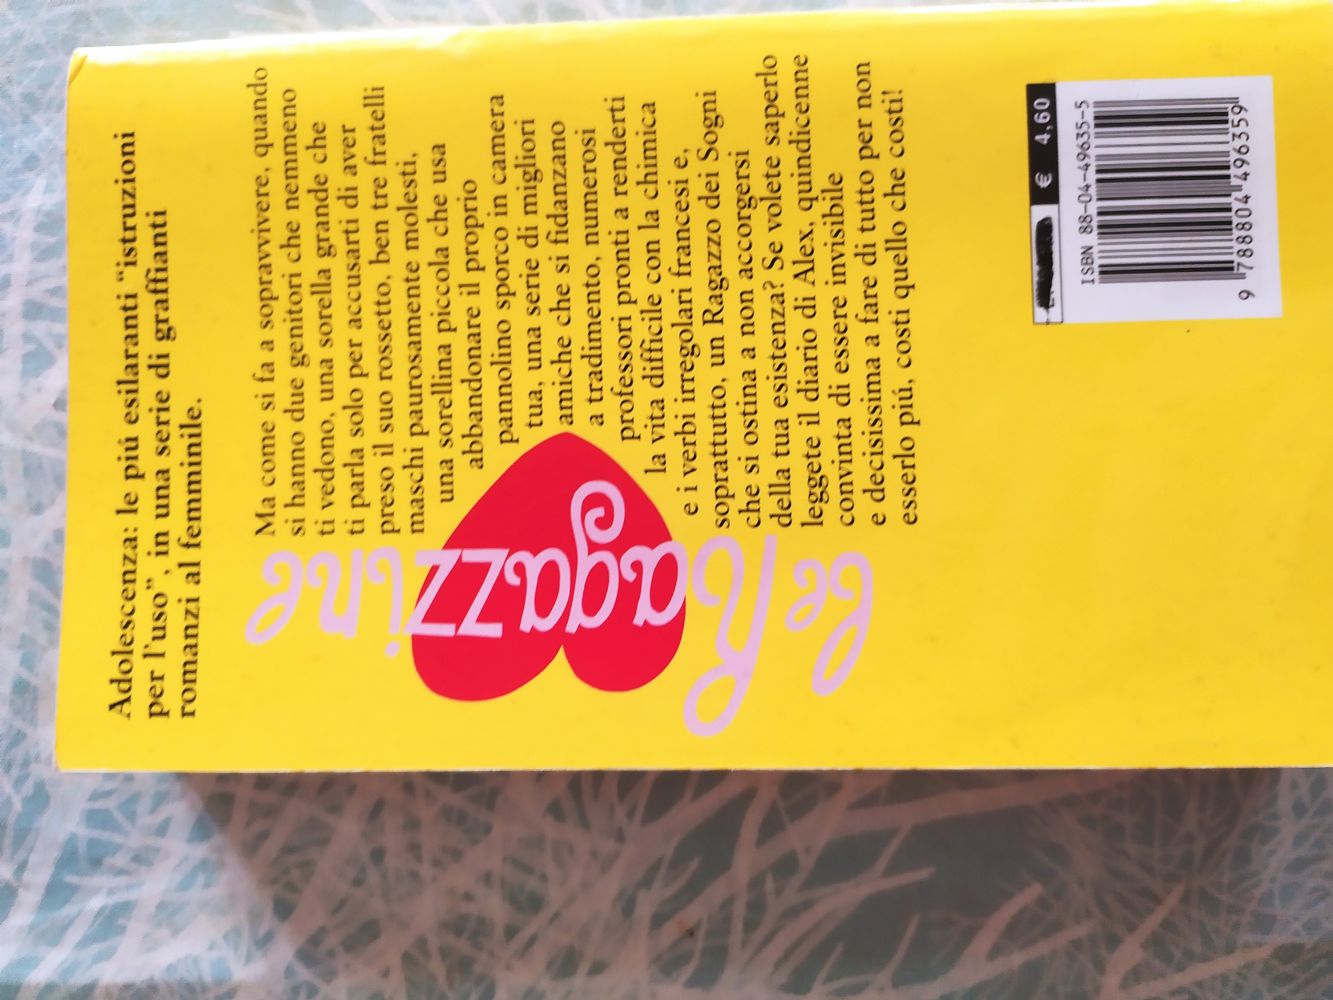 Adolescenza: le piú esilaranti “istruzioni
per l’uso”, in una serie di graffianti
romanzi al femminile.
Ma come si fa a sopravvivere, quando
si hanno due genitori che nemmeno
ti vedono, una sorella grande che
ti parla solo per accusarti di aver
preso il suo rossetto, ben tre fratelli
maschi paurosamente molesti,
una sorellina piccola che usa
abbandonare il proprio
pannolino sporco in camera
tua, una serie di migliori
amiche che si fidanzano
a tradimento, numerosi
professori pronti a renderti
la vita difficile con la chimica
e i verbi irregolari francesi e,
soprattutto, un Ragazzo dei Sogni
che si ostina a non accorgersi
della tua esistenza? Se volete saperlo
leggete il diario di Alex, quindicenne
convinta di essere invisibile
e decisissima a fare di tutto per non
esserlo piú, costi quello che costi!
Le Ragazzine
€ 4,60
ISBN 88-04-49635-5
9 788804 496359